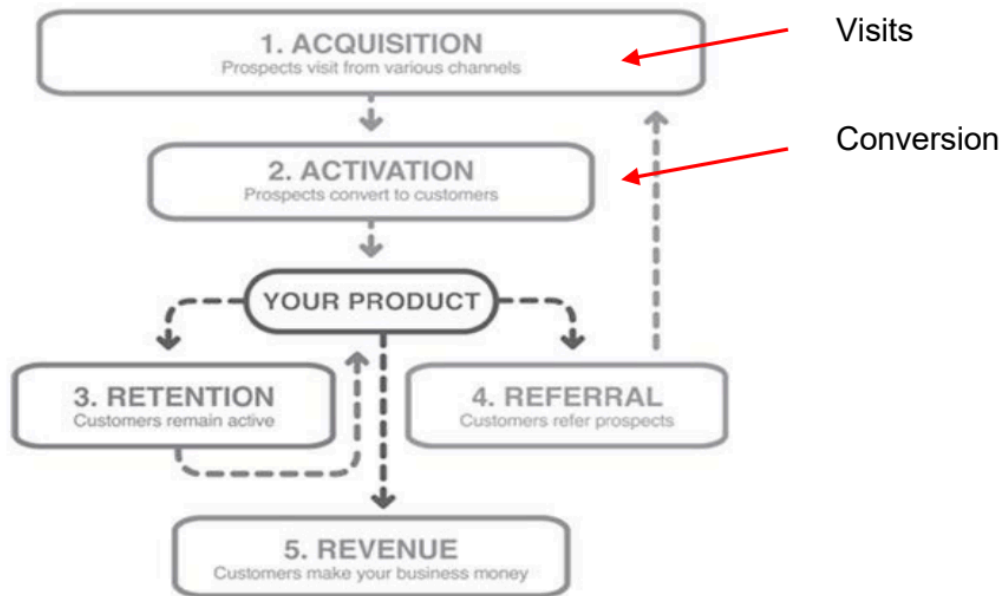 1. ACQUISITION
Prospects visit from various channels
Visits
2. ACTIVATION
Prospects convert to customers
Conversion
YOUR PRODUCT
3. RETENTION
Customers remain active
4. REFERRAL
Customers refer prospects
5. REVENUE
Customers make your business money